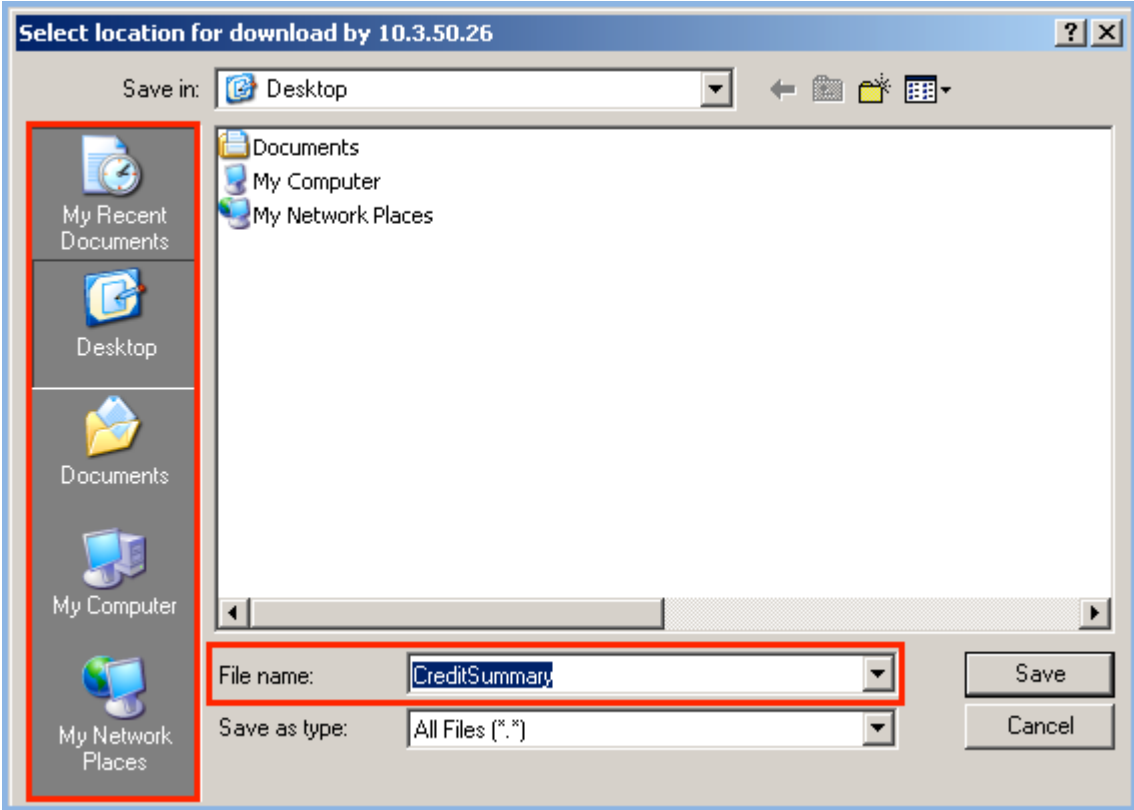 Select location for download by 10.3.50.26
Save in:
Desktop
My Recent
Documents
Desktop
Documents
My Computer
My Network
Places
Documents
My Computer
My Network Places
File name:
CreditSummary
Save
Save as type:
All Files (*.*)
Cancel